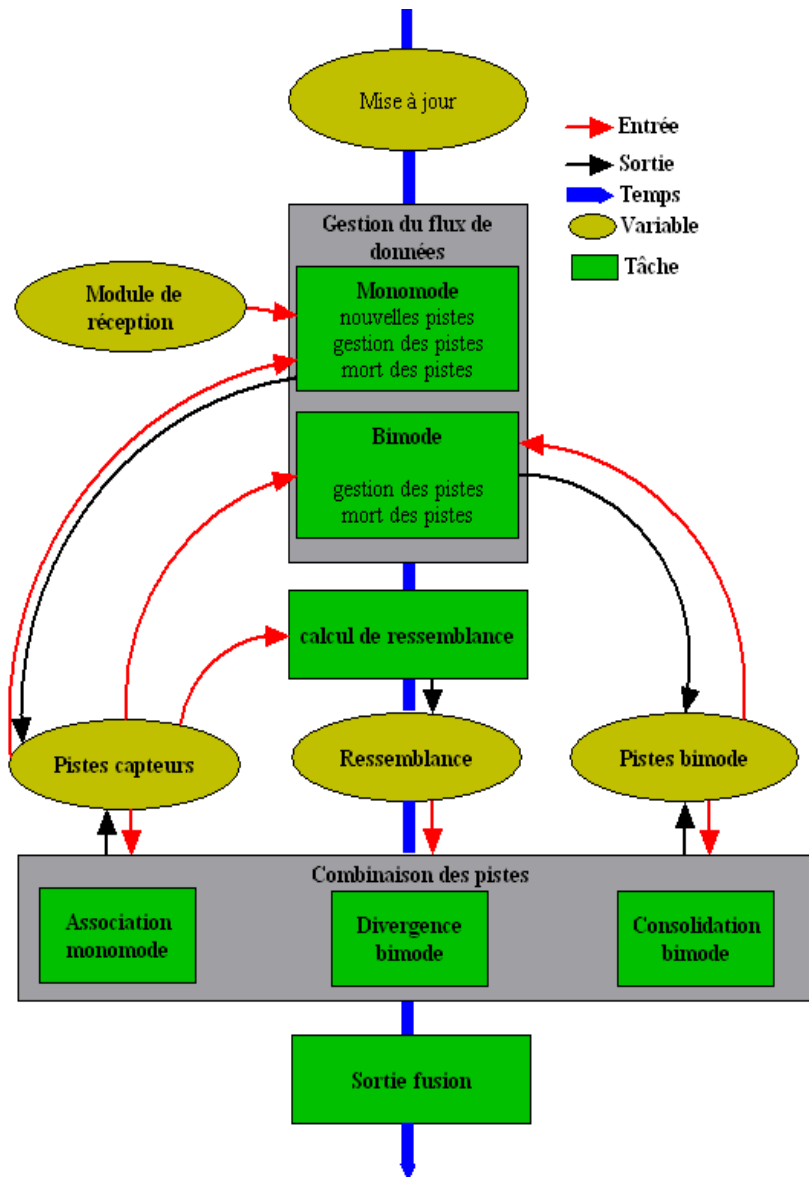 Mise à jour
Entrée
Sortie
Temps
Variable
Tâche
Gestion du flux de
données
Module de
réception
Monomode
nouvelles pistes
gestion des pistes
mort des pistes
Bimode
gestion des pistes
mort des pistes
calcul de ressemblance
Pistes capteurs
Ressemblance
Pistes bimode
Combinaison des pistes
Association
monomode
Divergence
bimode
Consolidation
bimode
Sortie fusion